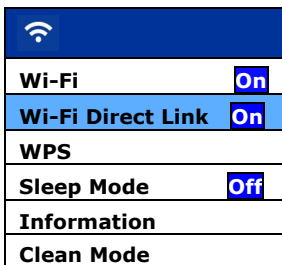 Wi-Fi On
Wi-Fi Direct Link On
WPS
Sleep Mode Off
Information
Clean Mode